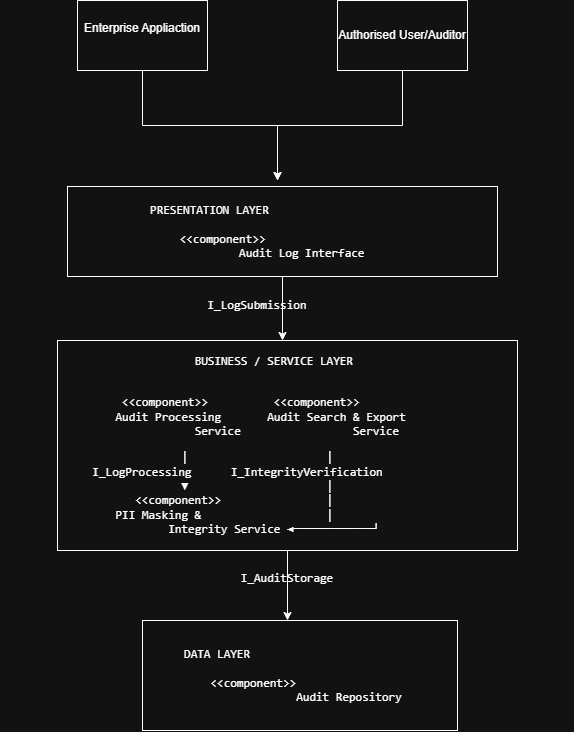 Enterprise Appliaction
Authorised User/Auditor
PRESENTATION LAYER
<<component>>
Audit Log Interface
I_LogSubmission
BUSINESS / SERVICE LAYER
<<component>> <<component>>
Audit Processing Audit Search & Export
Service Service
I_LogProcessing I_IntegrityVerification
<<component>>
PII Masking &
Integrity Service
I_AuditStorage
DATA LAYER
<<component>>
Audit Repository